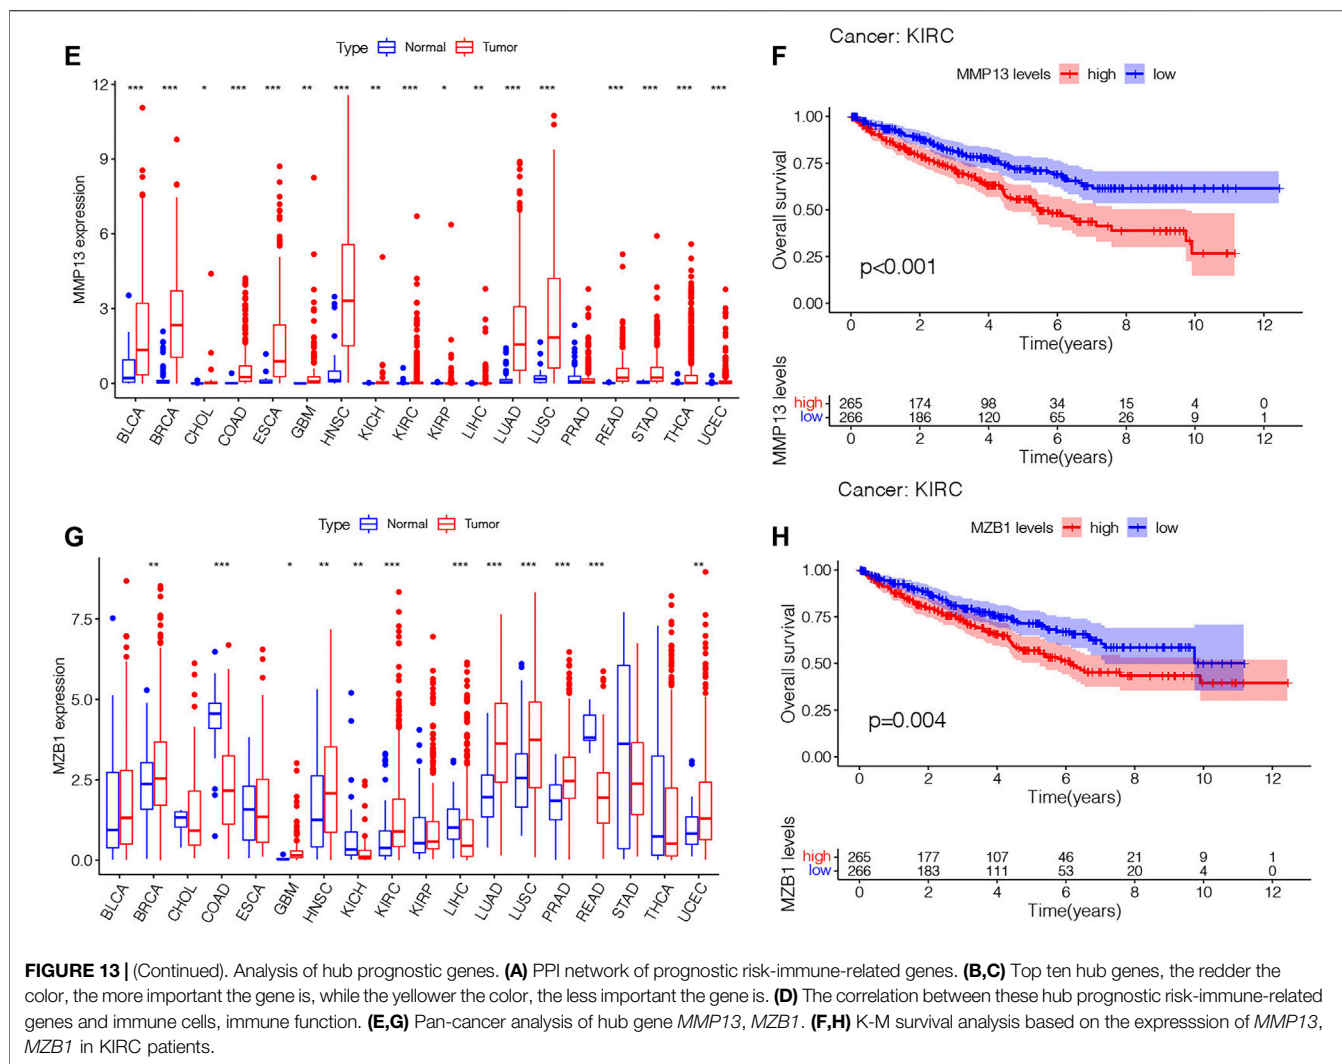 E
Type Normal Tumor
MMP13 expression
12
9
6
3
0
*** *** * *** *** ** *** ** *** * ** *** *** *** *** *** ***
BLCA BRCA CHOL COAD ESCA GBM HNSC KICH KIRC KIRP LIHC LUAD LUSC PRAD READ STAD THCA UCEC
F
Cancer: KIRC
MMP13 levels high low
Overall survival
1.00
0.75
0.50
0.25
0.00
p<0.001
0 2 4 6 8 10 12
Time(years)
MMP13 levels
high 265 174 98 34 15 4 0
low 266 186 120 65 26 9 1
0 2 4 6 8 10 12
Time(years)
G
Type Normal Tumor
MZB1 expression
7.5
5.0
2.5
0.0
** *** * ** ** *** *** *** *** *** *** **
BLCA BRCA CHOL COAD ESCA GBM HNSC KICH KIRC KIRP LIHC LUAD LUSC PRAD READ STAD THCA UCEC
H
Cancer: KIRC
MZB1 levels high low
Overall survival
1.00
0.75
0.50
0.25
0.00
p=0.004
0 2 4 6 8 10 12
Time(years)
MZB1 levels
high 265 177 107 46 21 9 1
low 266 183 111 53 20 4 0
0 2 4 6 8 10 12
Time(years)
FIGURE 13 | (Continued). Analysis of hub prognostic genes. (A) PPI network of prognostic risk-immune-related genes. (B,C) Top ten hub genes, the redder the
color, the more important the gene is, while the yellower the color, the less important the gene is. (D) The correlation between these hub prognostic risk-immune-related
genes and immune cells, immune function. (E,G) Pan-cancer analysis of hub gene MMP13, MZB1. (F,H) K-M survival analysis based on the expresssion of MMP13,
MZB1 in KIRC patients.